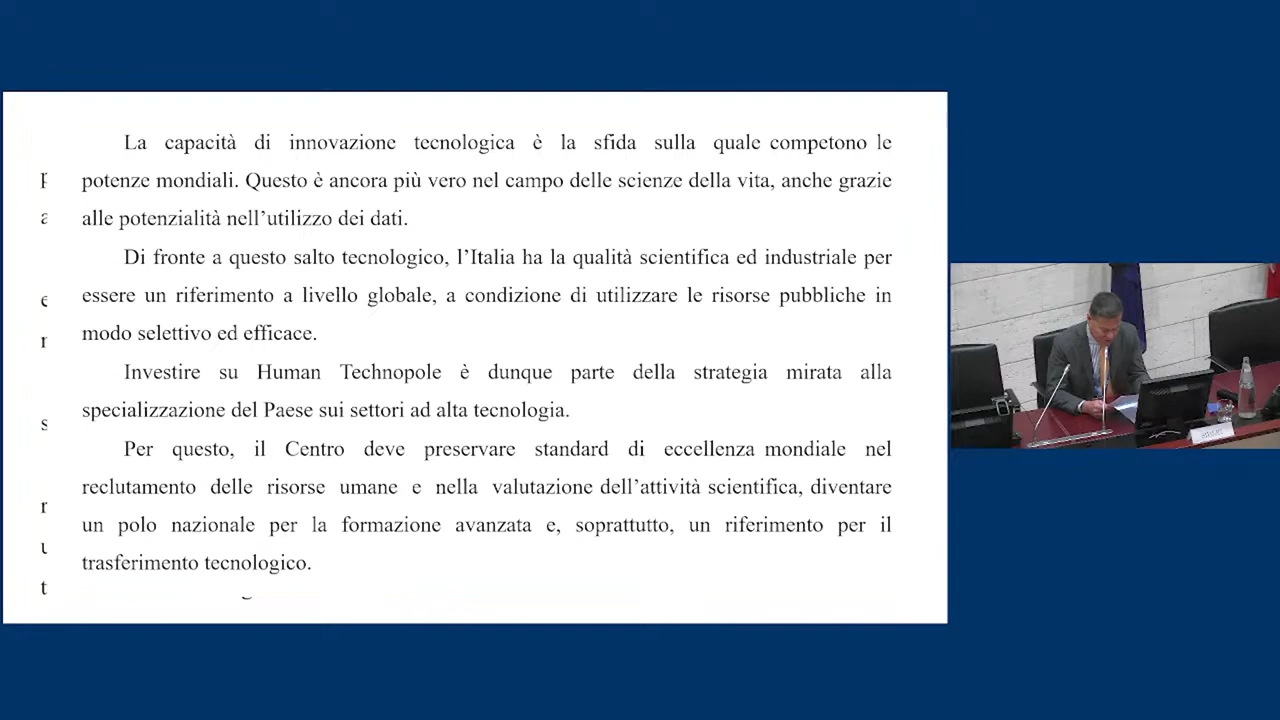 La capacità di innovazione tecnologica è la sfida sulla quale competono le
potenze mondiali. Questo è ancora più vero nel campo delle scienze della vita, anche grazie
alle potenzialità nell’utilizzo dei dati.
Di fronte a questo salto tecnologico, l’Italia ha la qualità scientifica ed industriale per
essere un riferimento a livello globale, a condizione di utilizzare le risorse pubbliche in
modo selettivo ed efficace.
Investire su Human Technopole è dunque parte della strategia mirata alla
specializzazione del Paese sui settori ad alta tecnologia.
Per questo, il Centro deve preservare standard di eccellenza mondiale nel
reclutamento delle risorse umane e nella valutazione dell’attività scientifica, diventare
un polo nazionale per la formazione avanzata e, soprattutto, un riferimento per il
trasferimento tecnologico.